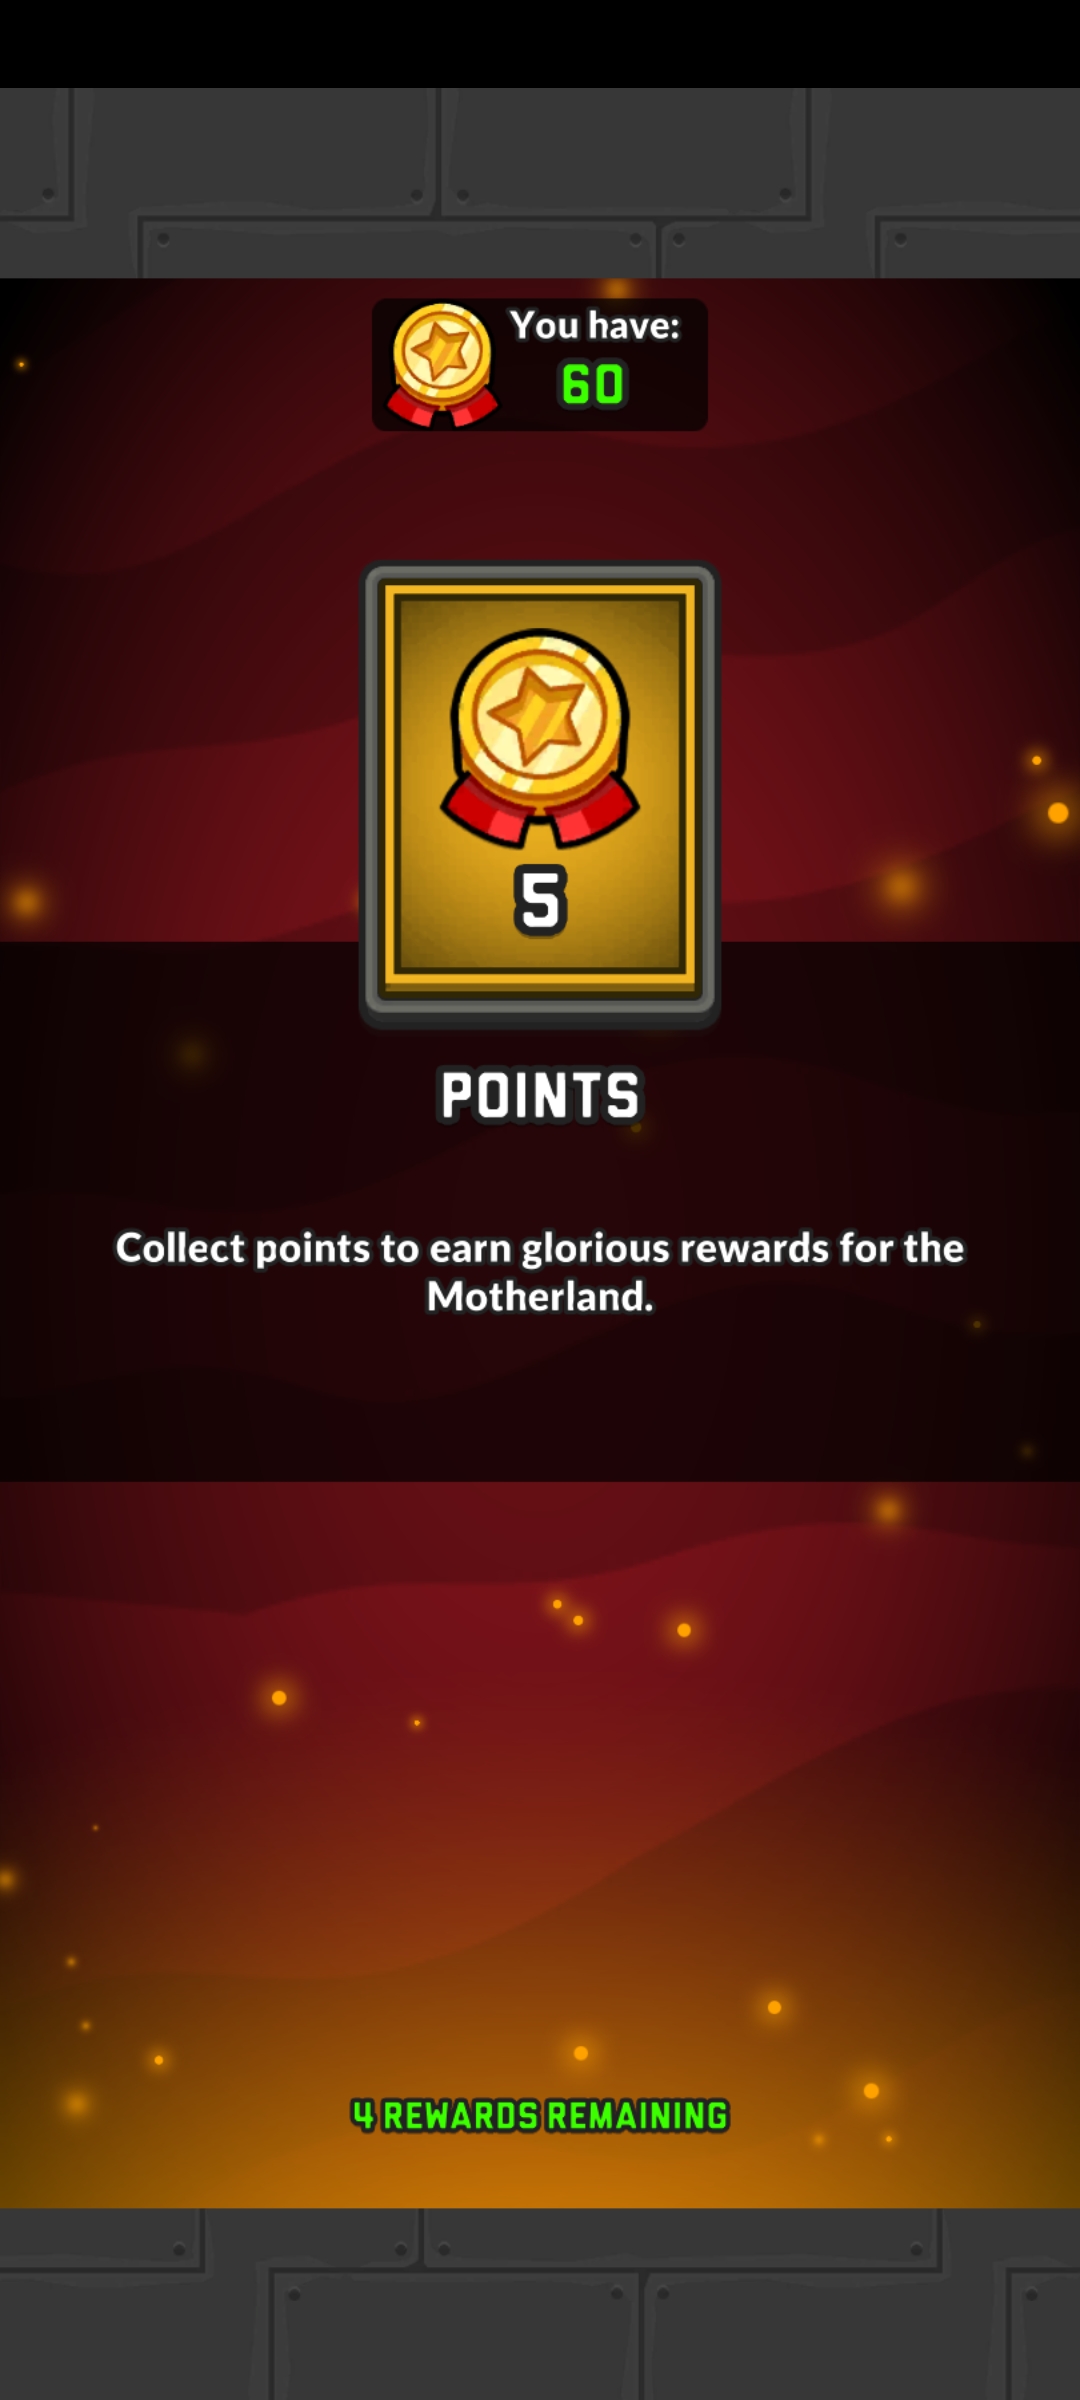 You have:
60
5
POINTS
Collect points to earn glorious rewards for the
Motherland.
4 REWARDS REMAINING